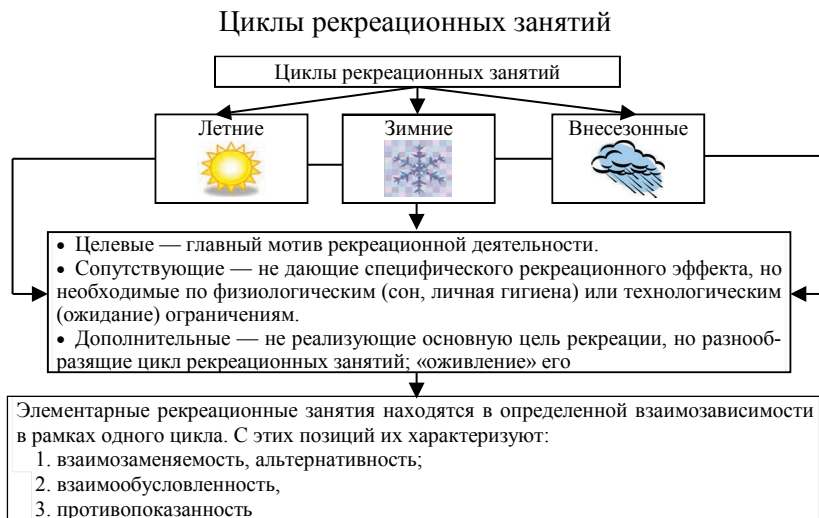 Циклы рекреационных занятий
Циклы рекреационных занятий
Летние
Зимние
Внесезонные
• Целевые — главный мотив рекреационной деятельности.
• Сопутствующие — не дающие специфического рекреационного эффекта, но
необходимые по физиологическим (сон, личная гигиена) или технологическим
(ожидание) ограничениям.
• Дополнительные — не реализующие основную цель рекреации, но разнооб-
разящие цикл рекреационных занятий; «оживление» его
Элементарные рекреационные занятия находятся в определенной взаимозависимости
в рамках одного цикла. С этих позиций их характеризуют:
1. взаимозаменяемость, альтернативность;
2. взаимообусловленность,
3. противопоказанность